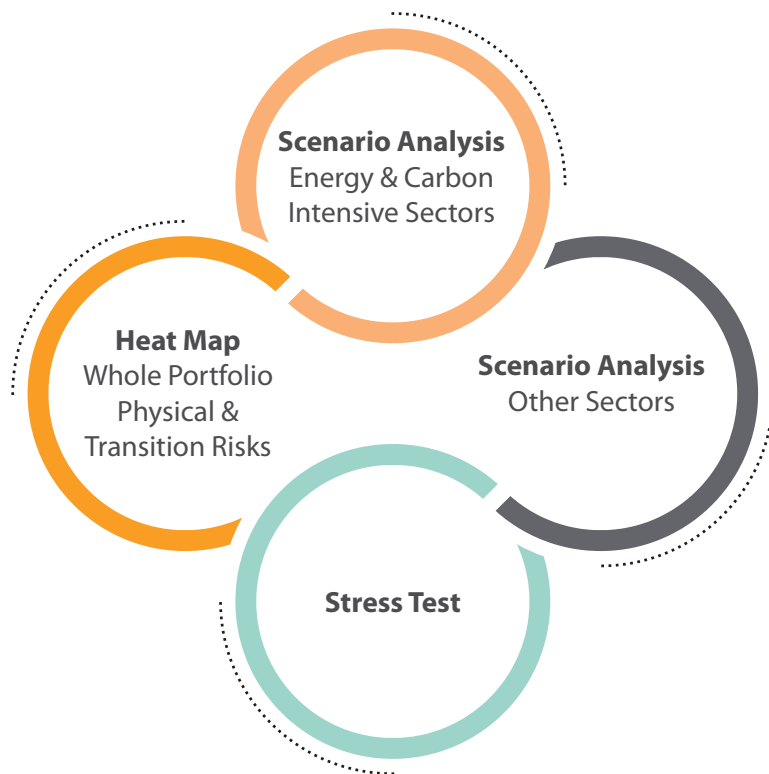 Scenario Analysis
Energy & Carbon
Intensive Sectors
Heat Map
Whole Portfolio
Physical &
Transition Risks
Scenario Analysis
Other Sectors
Stress Test